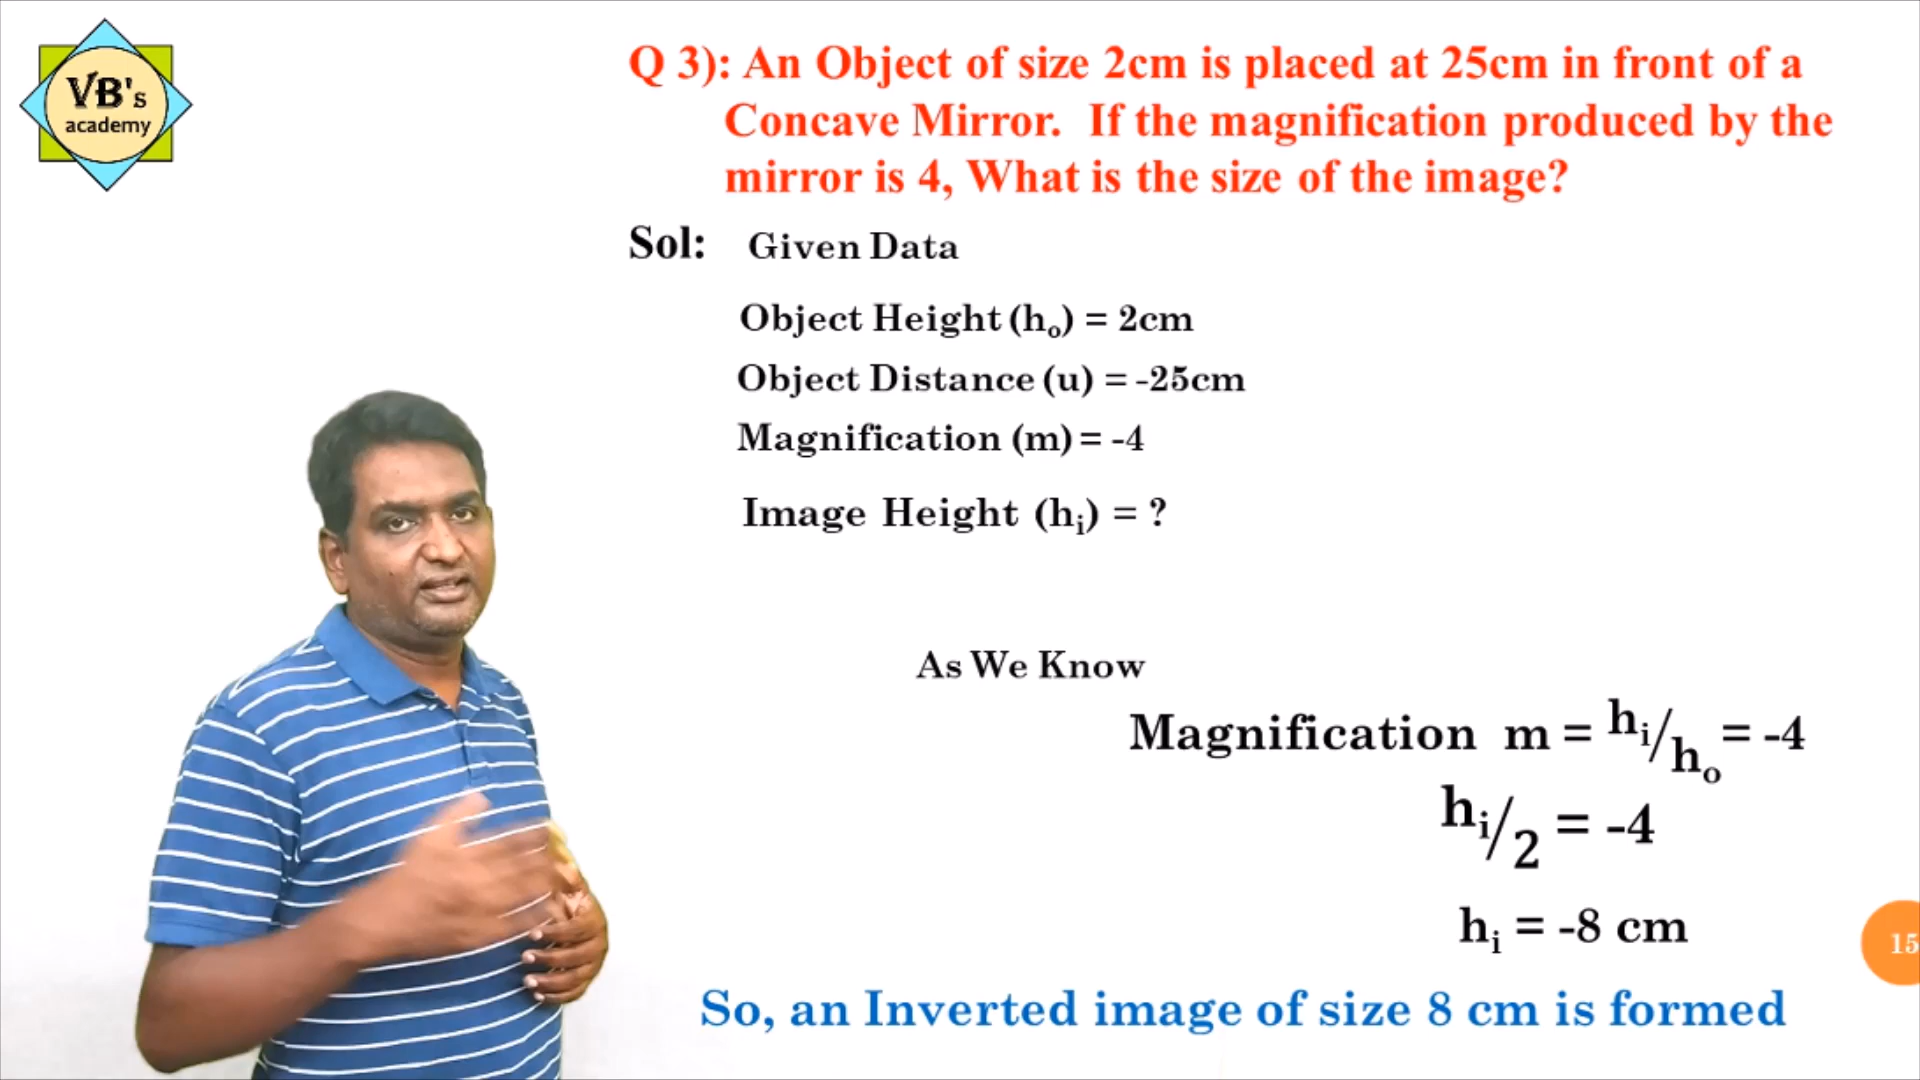 VB's
academy
Q 3): An Object of size 2cm is placed at 25cm in front of a
Concave Mirror. If the magnification produced by the
mirror is 4, What is the size of the image?
Sol: Given Data
Object Height (hₒ) = 2cm
Object Distance (u) = -25cm
Magnification (m) = -4
Image Height (hᵢ) = ?
As We Know
Magnification m = hᵢ/hₒ = -4
hᵢ/2 = -4
hᵢ = -8 cm
15
So, an Inverted image of size 8 cm is formed